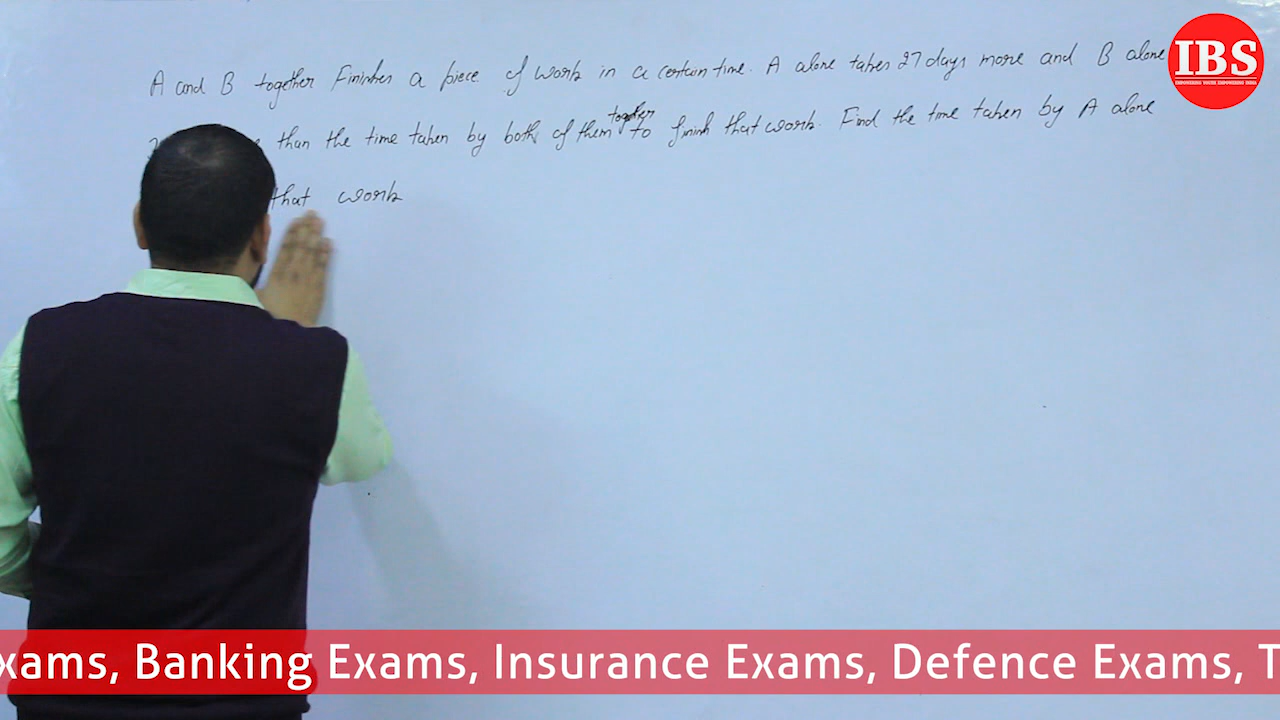 A and B together Finishes a piece of work in a certain time. A alone takes 27 days more and B alone
than the time taken by both of them together to finish that work. Find the time taken by A alone
that work
IBS
xams, Banking Exams, Insurance Exams, Defence Exams, T